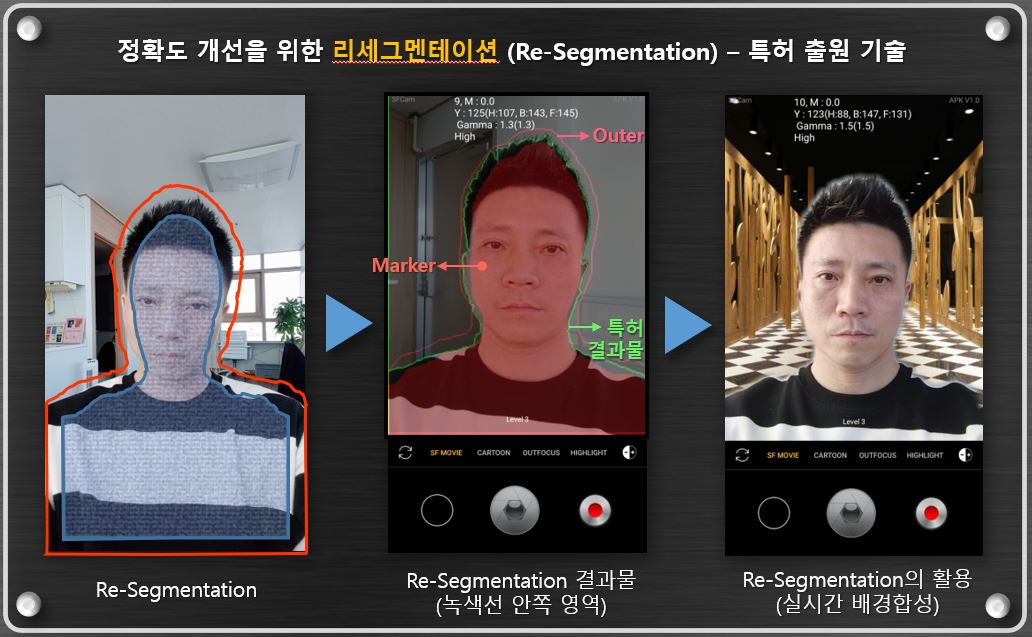 정확도 개선을 위한 리세그멘테이션 (Re-Segmentation) – 특허 출원 기술
SFCam
APK V1.0
9, M : 0.0
Y : 125(H:107, B:143, F:145)
Gamma : 1.3(1.3)
High
Outer
Marker
특허
결과물
Level 3
SF MOVIE CARTOON OUTFOCUS HIGHLIGHT
APK V1.0
10, M : 0.0
Y : 123(H:88, B:147, F:131)
Gamma : 1.5(1.5)
High
Level 3
SF MOVIE CARTOON OUTFOCUS HIGHLIGHT
Re-Segmentation
Re-Segmentation 결과물
(녹색선 안쪽 영역)
Re-Segmentation의 활용
(실시간 배경합성)